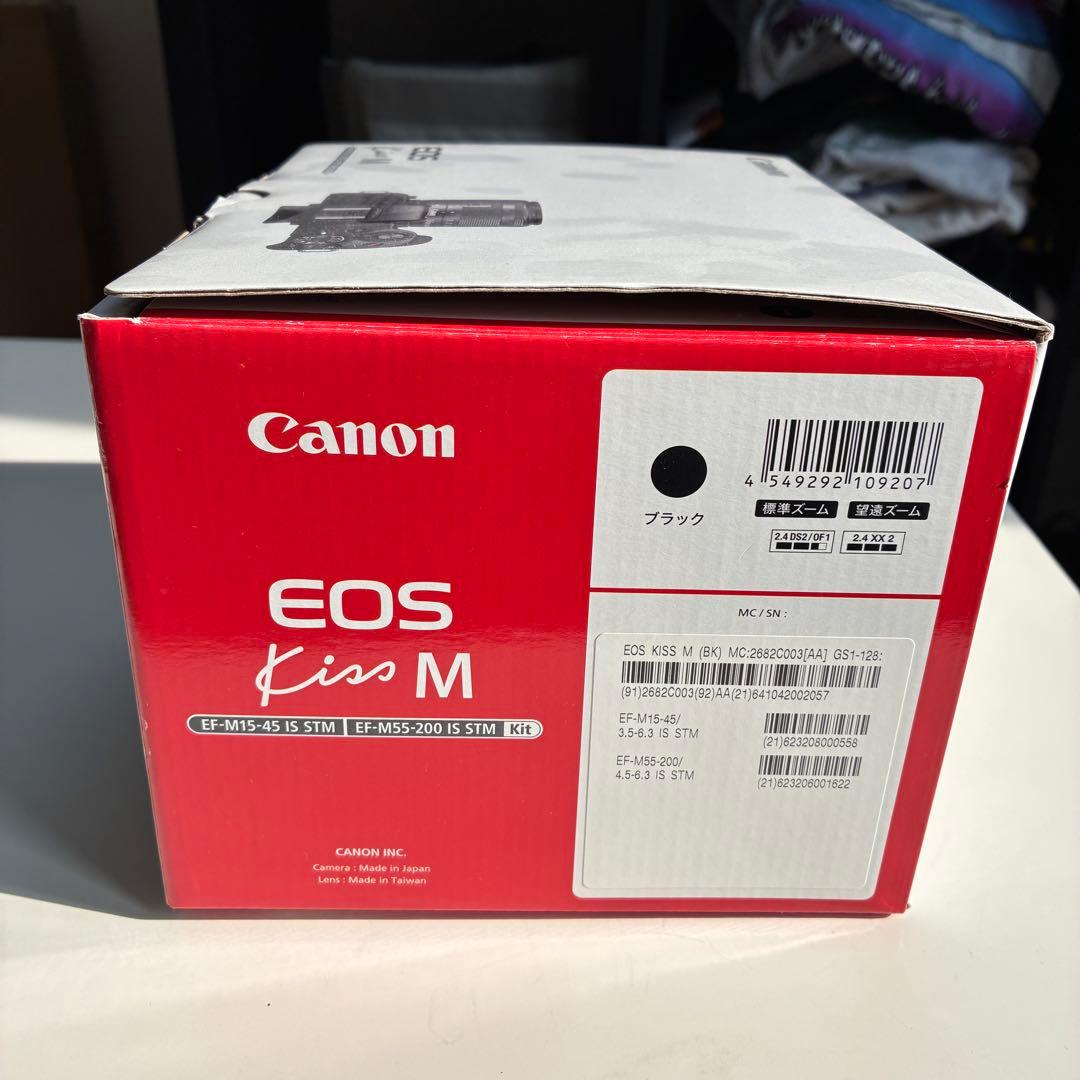 EOS
Kiss M
Canon
Canon
EOS
Kiss M
EF-M15-45 IS STM | EF-M55-200 IS STM Kit
CANON INC.
Camera : Made in Japan
Lens : Made in Taiwan
ブラック
4 549292 109207
標準ズーム 望遠ズーム
2.4 DS2/0F1 2.4 XX 2
MC / SN :
EOS KISS M (BK) MC:2682C003[AA] GS1-128:
(91)2682C003(92)AA(21)641042002057
EF-M15-45/
3.5-6.3 IS STM
(21)623208000558
EF-M55-200/
4.5-6.3 IS STM
(21)623206001622